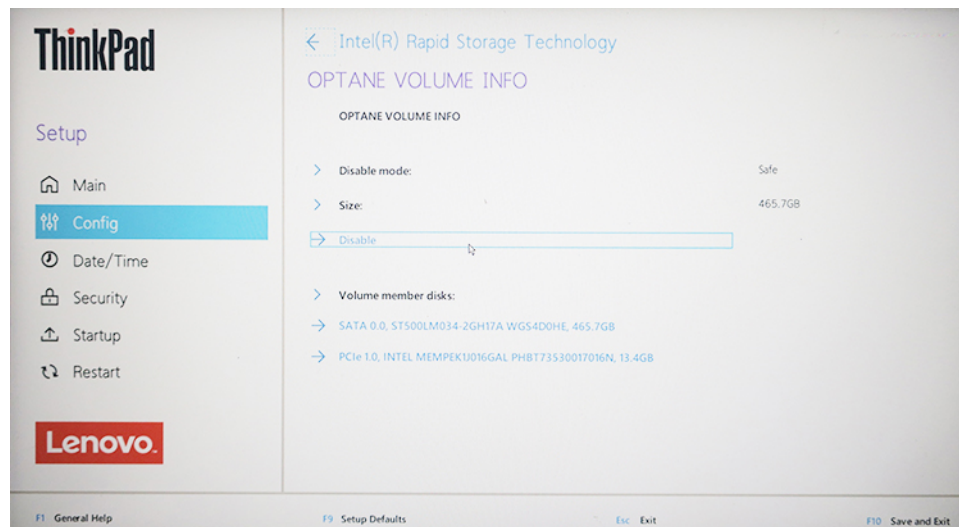 ThinkPad
Setup
Main
Config
Date/Time
Security
Startup
Restart
Lenovo.
Intel(R) Rapid Storage Technology
OPTANE VOLUME INFO
OPTANE VOLUME INFO
Disable mode: Safe
Size: 465.7GB
Disable
Volume member disks:
SATA 0.0, ST500LM034-2GH17A WGS4D0HE, 465.7GB
PCIe 1.0, INTEL MEMPEK1J016GAL PHBT73530017016N, 13.4GB
F1 General Help F9 Setup Defaults Esc Exit F10 Save and Exit